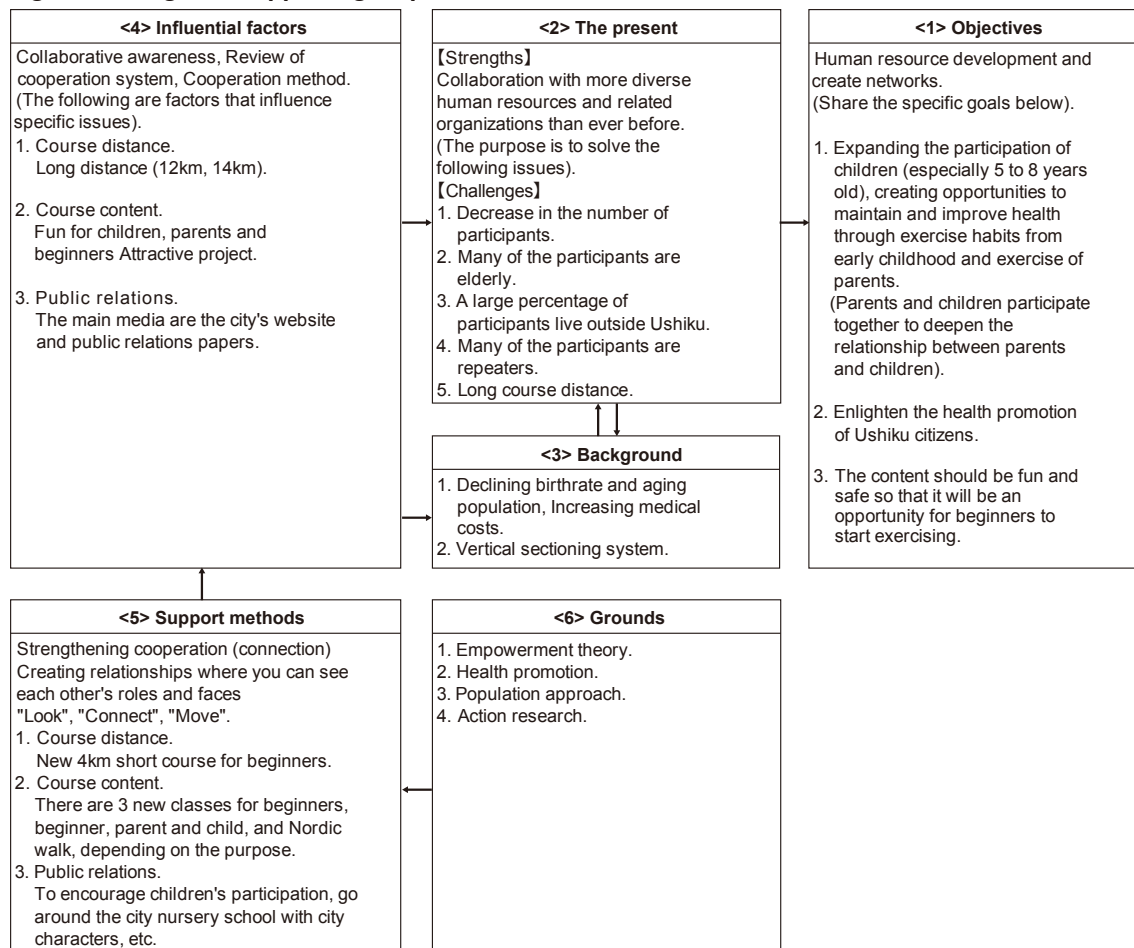 <4> Influential factors
Collaborative awareness, Review of
cooperation system, Cooperation method.
(The following are factors that influence
specific issues).
1. Course distance.
Long distance (12km, 14km).
2. Course content.
Fun for children, parents and
beginners Attractive project.
3. Public relations.
The main media are the city's website
and public relations papers.
<2> The present
【Strengths】
Collaboration with more diverse
human resources and related
organizations than ever before.
(The purpose is to solve the
following issues).
【Challenges】
1. Decrease in the number of
participants.
2. Many of the participants are
elderly.
3. A large percentage of
participants live outside Ushiku.
4. Many of the participants are
repeaters.
5. Long course distance.
<1> Objectives
Human resource development and
create networks.
(Share the specific goals below).
1. Expanding the participation of
children (especially 5 to 8 years
old), creating opportunities to
maintain and improve health
through exercise habits from
early childhood and exercise of
parents.
(Parents and children participate
together to deepen the
relationship between parents
and children).
2. Enlighten the health promotion
of Ushiku citizens.
3. The content should be fun and
safe so that it will be an
opportunity for beginners to
start exercising.
<3> Background
1. Declining birthrate and aging
population, Increasing medical
costs.
2. Vertical sectioning system.
<5> Support methods
Strengthening cooperation (connection)
Creating relationships where you can see
each other's roles and faces
"Look", "Connect", "Move".
1. Course distance.
New 4km short course for beginners.
2. Course content.
There are 3 new classes for beginners,
beginner, parent and child, and Nordic
walk, depending on the purpose.
3. Public relations.
To encourage children's participation, go
around the city nursery school with city
characters, etc.
<6> Grounds
1. Empowerment theory.
2. Health promotion.
3. Population approach.
4. Action research.